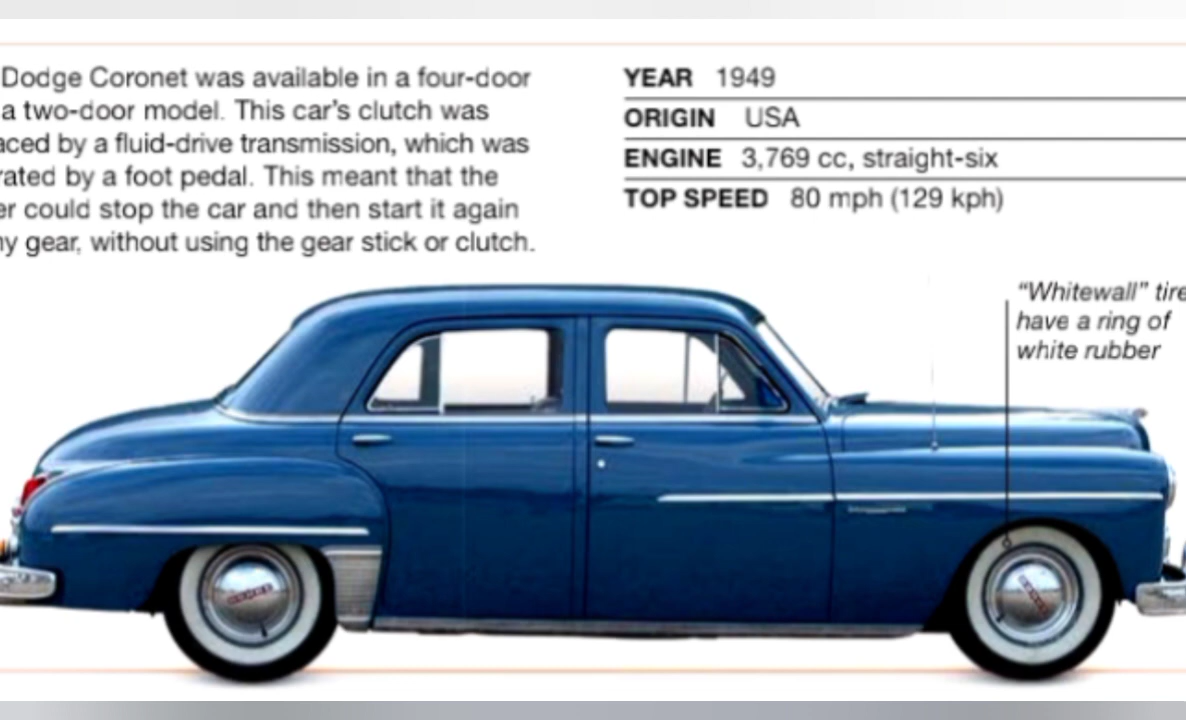 Dodge Coronet was available in a four-door
a two-door model. This car's clutch was
aced by a fluid-drive transmission, which was
rated by a foot pedal. This meant that the
er could stop the car and then start it again
ny gear, without using the gear stick or clutch.
YEAR 1949
ORIGIN USA
ENGINE 3,769 cc, straight-six
TOP SPEED 80 mph (129 kph)
"Whitewall" tire
have a ring of
white rubber